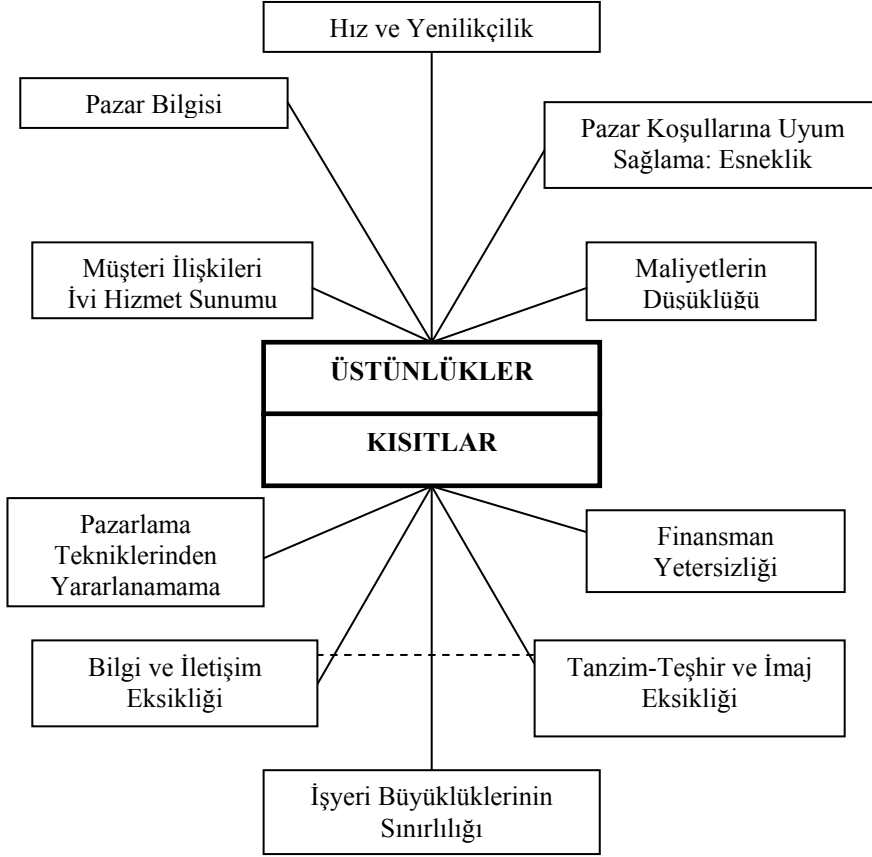 Hız ve Yenilikçilik
Pazar Bilgisi
Pazar Koşullarına Uyum
Sağlama: Esneklik
Müşteri İlişkileri
İyi Hizmet Sunumu
Maliyetlerin
Düşüklüğü
ÜSTÜNLÜKLER
KISITLAR
Pazarlama
Tekniklerinden
Yararlanamama
Finansman
Yetersizliği
Bilgi ve İletişim
Eksikliği
Tanzim-Teşhir ve İmaj
Eksikliği
İşyeri Büyüklüklerinin
Sınırlılığı